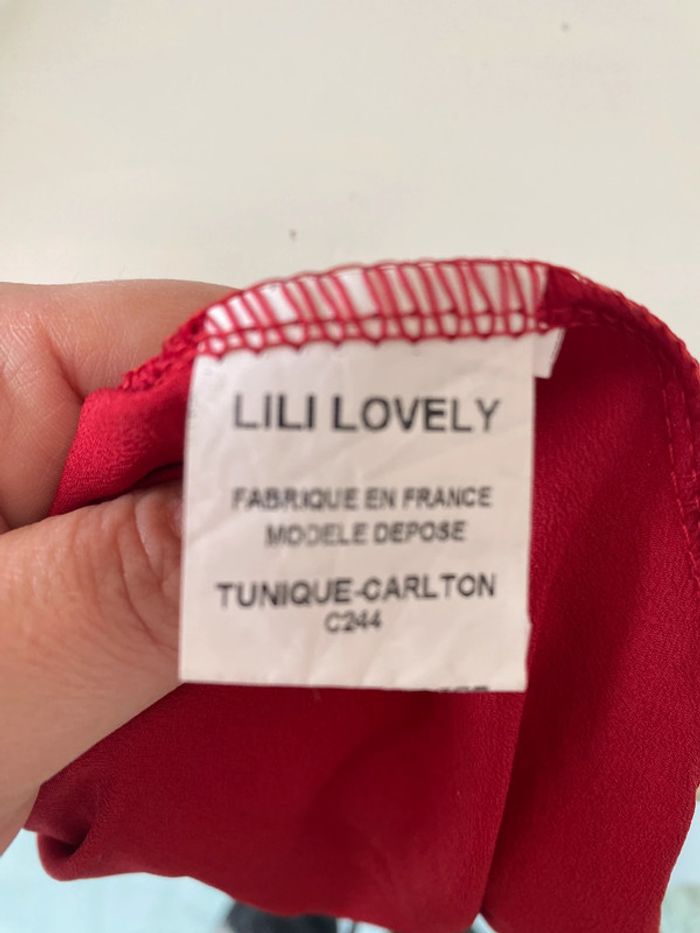 LILI LOVELY
FABRIQUE EN FRANCE
MODELE DEPOSE
TUNIQUE-CARLTON
C244